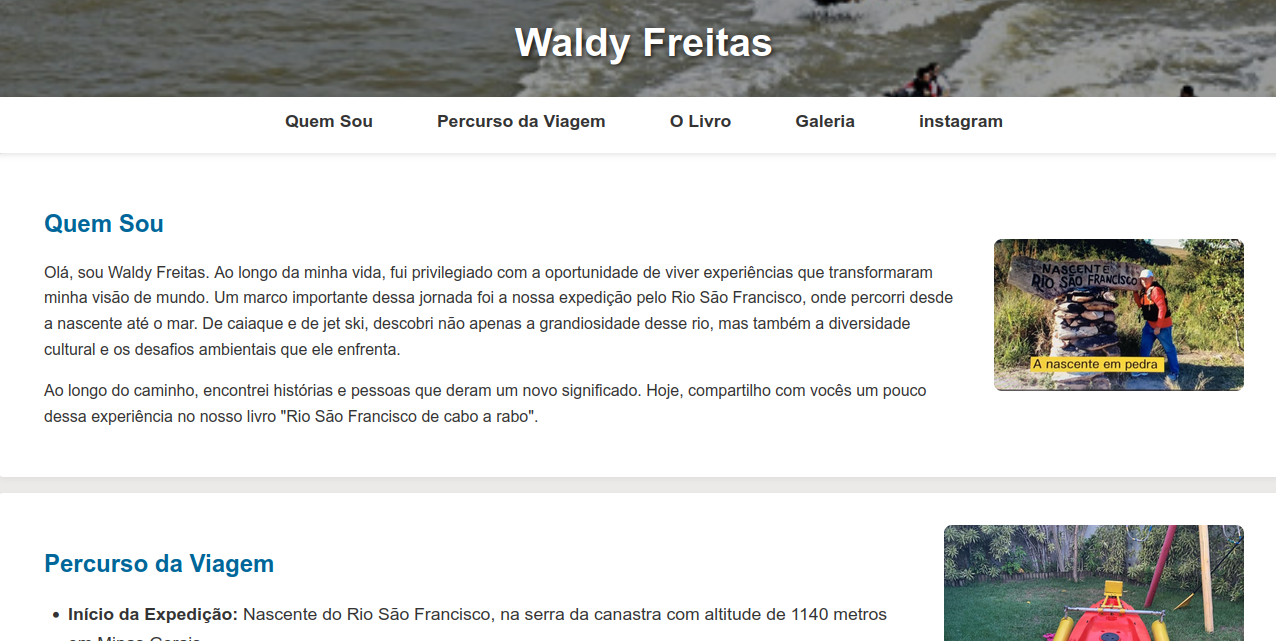 Waldy Freitas
Quem Sou
Percurso da Viagem
O Livro
Galeria
instagram
Quem Sou
Olá, sou Waldy Freitas. Ao longo da minha vida, fui privilegiado com a oportunidade de viver experiências que transformaram
minha visão de mundo. Um marco importante dessa jornada foi a nossa expedição pelo Rio São Francisco, onde percorri desde
a nascente até o mar. De caiaque e de jet ski, descobri não apenas a grandiosidade desse rio, mas também a diversidade
cultural e os desafios ambientais que ele enfrenta.
Ao longo do caminho, encontrei histórias e pessoas que deram um novo significado. Hoje, compartilho com vocês um pouco
dessa experiência no nosso livro "Rio São Francisco de cabo a rabo".
NASCENTE
RIO SÃO FRANCISCO
A nascente em pedra
Percurso da Viagem
• Início da Expedição: Nascente do Rio São Francisco, na serra da canastra com altitude de 1140 metros
em Minas Gerais